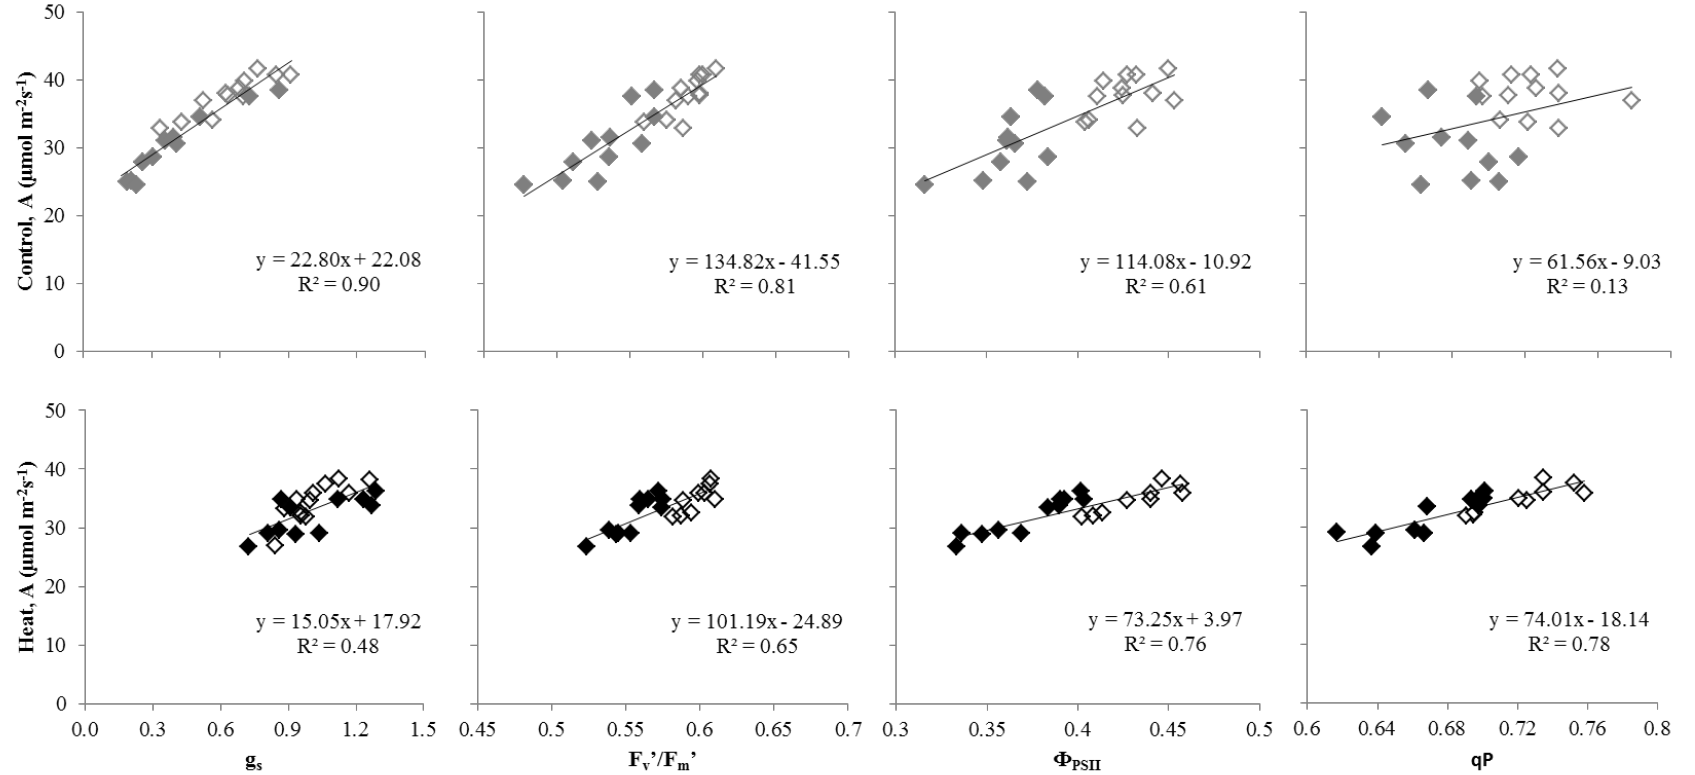 50
40
30
20
10
0
Control, A (µmol m⁻²s⁻¹)
y = 22.80x + 22.08
R² = 0.90
y = 134.82x - 41.55
R² = 0.81
y = 114.08x - 10.92
R² = 0.61
y = 61.56x - 9.03
R² = 0.13
50
40
30
20
10
0
Heat, A (µmol m⁻²s⁻¹)
y = 15.05x + 17.92
R² = 0.48
y = 101.19x - 24.89
R² = 0.65
y = 73.25x + 3.97
R² = 0.76
y = 74.01x - 18.14
R² = 0.78
0.0 0.3 0.6 0.9 1.2 1.5
0.45 0.5 0.55 0.6 0.65 0.7
0.3 0.35 0.4 0.45 0.5
0.6 0.64 0.68 0.72 0.76 0.8
gₛ
Fᵥ’/Fₘ’
Φ_PSII
qP